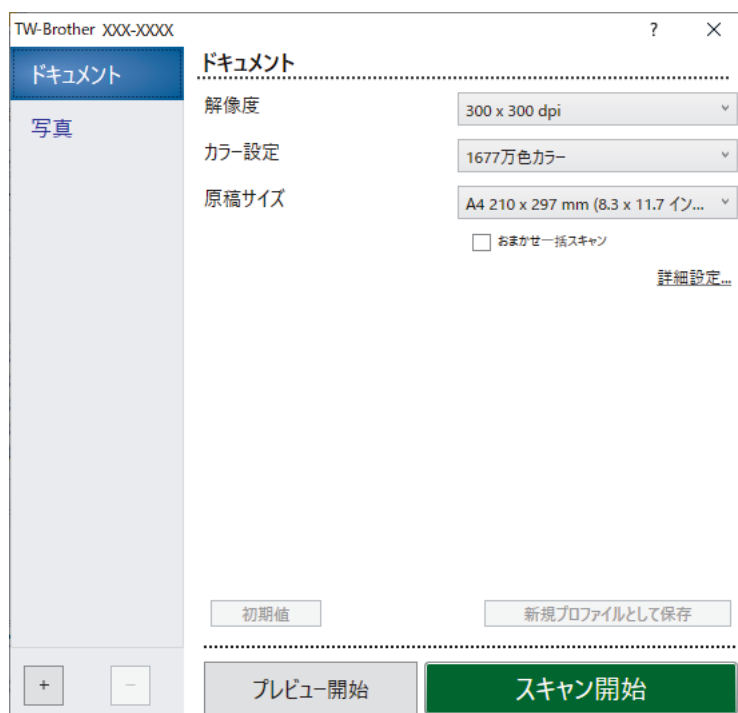 TW-Brother XXX-XXXX ? ×
ドキュメント
写真
ドキュメント
解像度 300 x 300 dpi
カラー設定 1677万色カラー
原稿サイズ A4 210 x 297 mm (8.3 x 11.7 イン...
おまかせ一括スキャン
詳細設定...
初期値 新規プロファイルとして保存
+ − プレビュー開始 スキャン開始